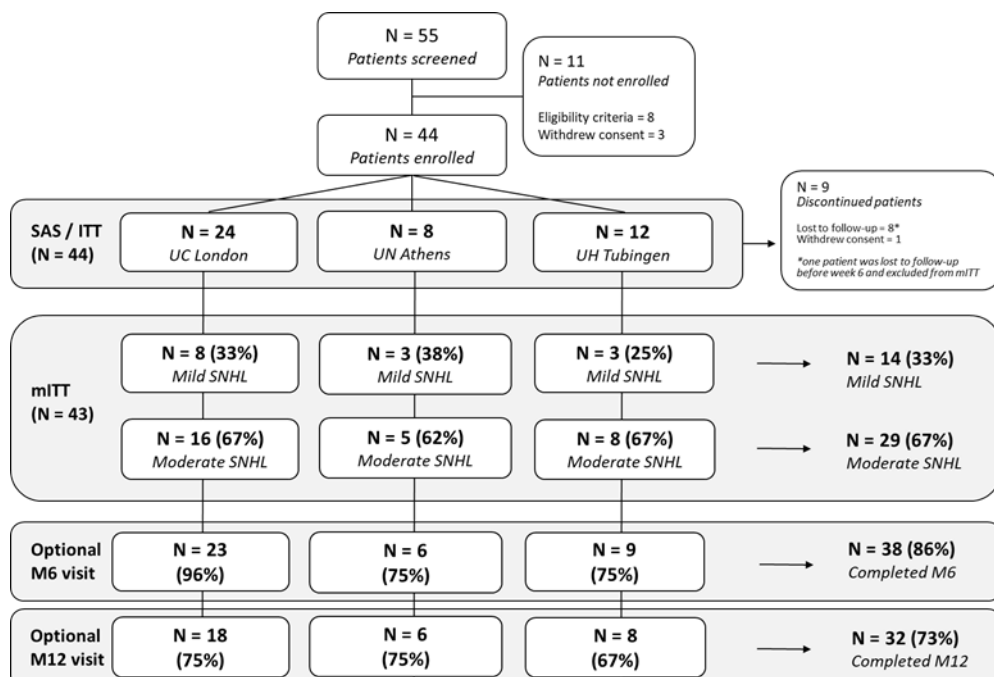 N = 55
Patients screened
N = 11
Patients not enrolled
Eligibility criteria = 8
Withdrew consent = 3
N = 44
Patients enrolled
SAS / ITT
(N = 44)
N = 24
UC London
N = 8
UN Athens
N = 12
UH Tubingen
N = 9
Discontinued patients
Lost to follow-up = 8*
Withdrew consent = 1
*one patient was lost to follow-up
before week 6 and excluded from mITT
mITT
(N = 43)
N = 8 (33%)
Mild SNHL
N = 3 (38%)
Mild SNHL
N = 3 (25%)
Mild SNHL
N = 14 (33%)
Mild SNHL
N = 16 (67%)
Moderate SNHL
N = 5 (62%)
Moderate SNHL
N = 8 (67%)
Moderate SNHL
N = 29 (67%)
Moderate SNHL
Optional
M6 visit
N = 23
(96%)
N = 6
(75%)
N = 9
(75%)
N = 38 (86%)
Completed M6
Optional
M12 visit
N = 18
(75%)
N = 6
(75%)
N = 8
(67%)
N = 32 (73%)
Completed M12